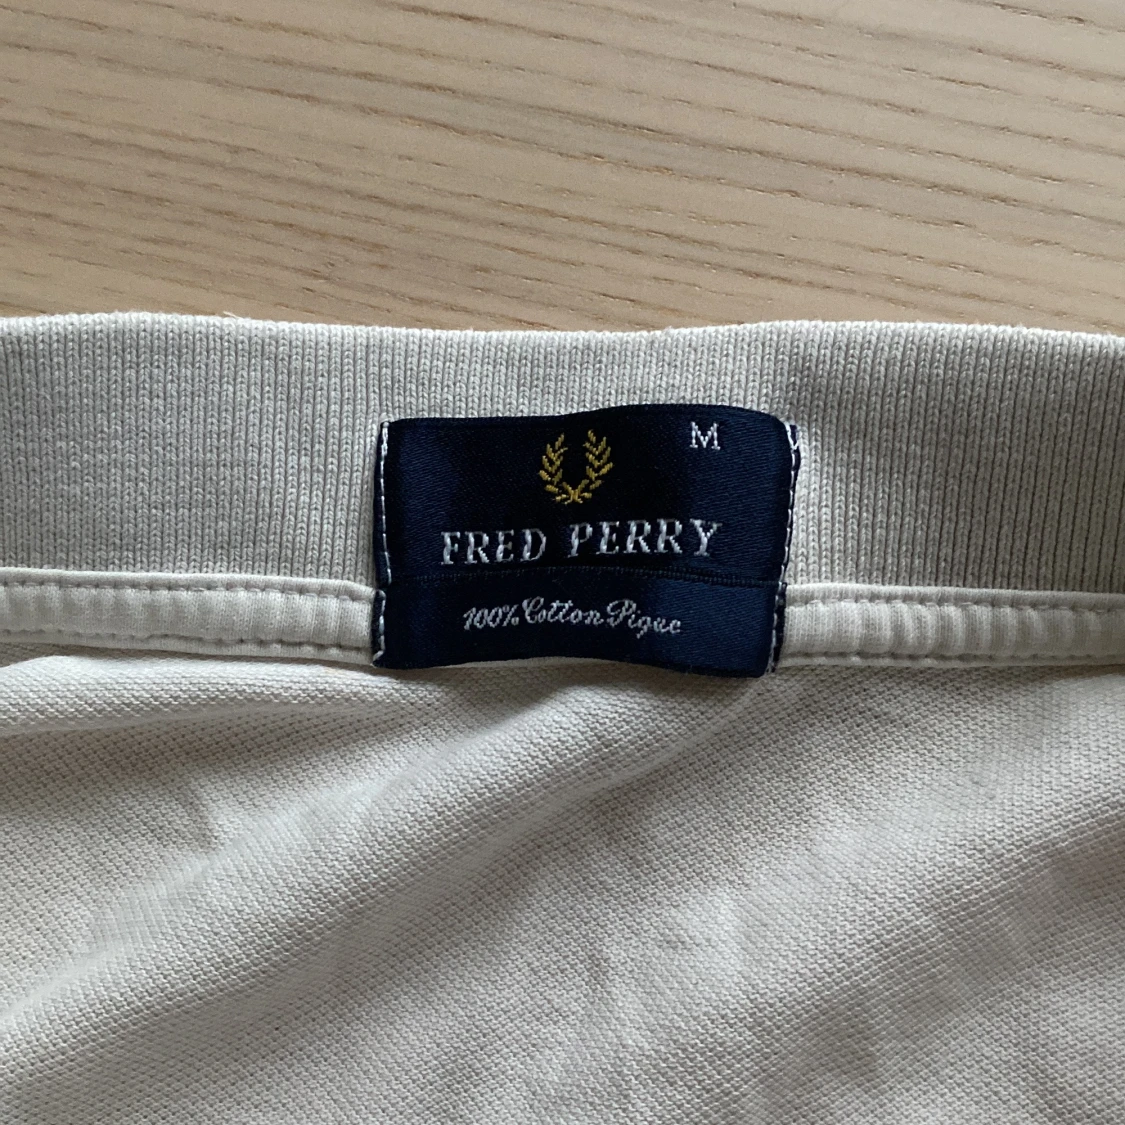 M
FRED PERRY
100% Cotton Pique